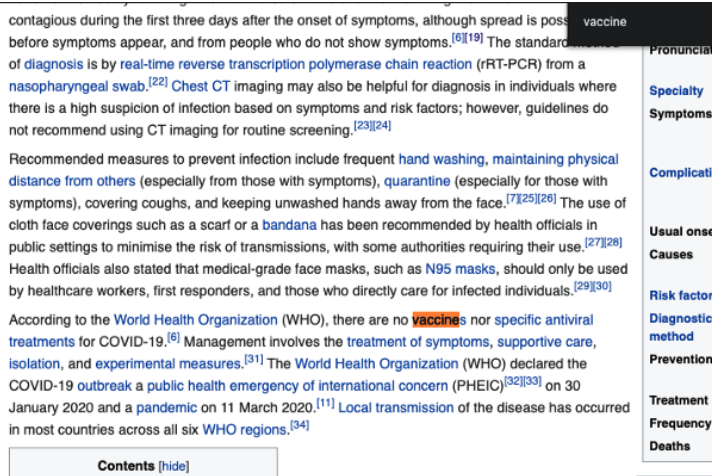 contagious during the first three days after the onset of symptoms, although spread is
before symptoms appear, and from people who do not show symptoms.[6][19] The standard
of diagnosis is by real-time reverse transcription polymerase chain reaction (rRT-PCR) from a
nasopharyngeal swab.[22] Chest CT imaging may also be helpful for diagnosis in individuals where
there is a high suspicion of infection based on symptoms and risk factors; however, guidelines do
not recommend using CT imaging for routine screening.[23][24]
Recommended measures to prevent infection include frequent hand washing, maintaining physical
distance from others (especially from those with symptoms), quarantine (especially for those with
symptoms), covering coughs, and keeping unwashed hands away from the face.[7][25][26] The use of
cloth face coverings such as a scarf or a bandana has been recommended by health officials in
public settings to minimise the risk of transmissions, with some authorities requiring their use.[27][28]
Health officials also stated that medical-grade face masks, such as N95 masks, should only be used
by healthcare workers, first responders, and those who directly care for infected individuals.[29][30]
According to the World Health Organization (WHO), there are no vaccines nor specific antiviral
treatments for COVID-19.[6] Management involves the treatment of symptoms, supportive care,
isolation, and experimental measures.[31] The World Health Organization (WHO) declared the
COVID-19 outbreak a public health emergency of international concern (PHEIC)[32][33] on 30
January 2020 and a pandemic on 11 March 2020.[11] Local transmission of the disease has occurred
in most countries across all six WHO regions.[34]
Contents [hide]
vaccine
Specialty
Symptoms
Usual onse
Causes
Risk factor
Diagnostic
method
Prevention
Treatment
Frequency
Deaths